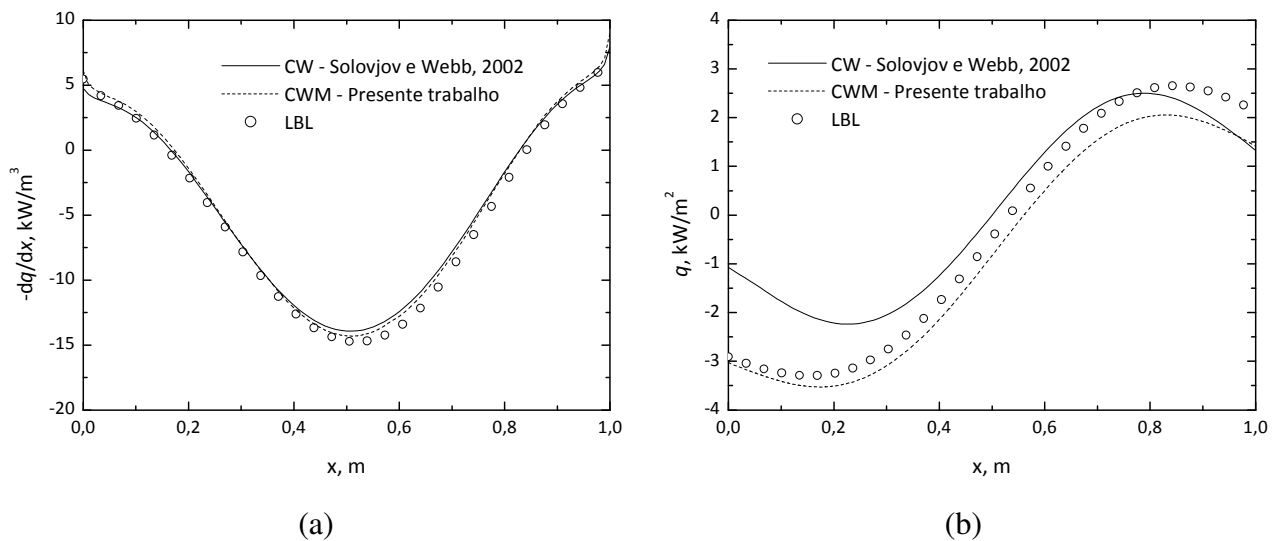 10
5
0
-5
-10
-15
-20
-dq/dx, kW/m³
CW - Solovjov e Webb, 2002
CWM - Presente trabalho
LBL
0,0
0,2
0,4
0,6
0,8
1,0
x, m
(a)
4
3
2
1
0
-1
-2
-3
-4
q, kW/m²
CW - Solovjov e Webb, 2002
CWM - Presente trabalho
LBL
0,0
0,2
0,4
0,6
0,8
1,0
x, m
(b)